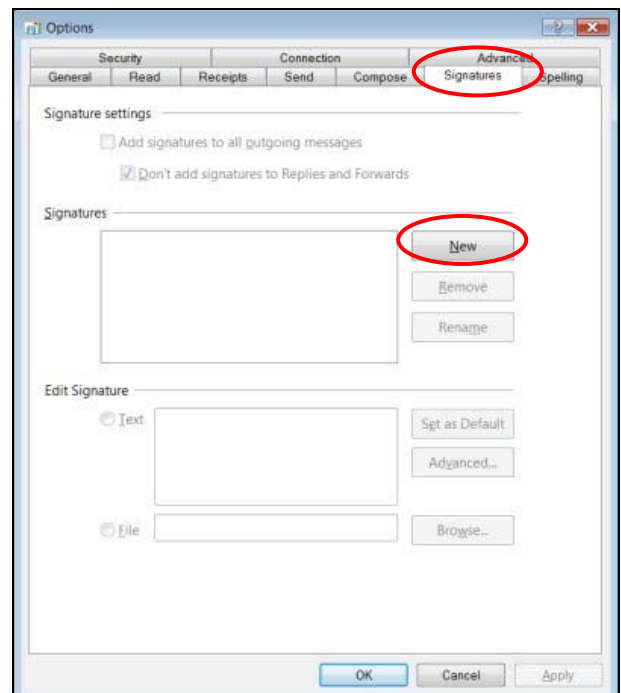 Options
Security Connection Advanced
General Read Receipts Send Compose Signatures Spelling
Signature settings
Add signatures to all outgoing messages
Don't add signatures to Replies and Forwards
Signatures
New
Remove
Rename
Edit Signature
Text
Set as Default
Advanced...
File
Browse...
OK Cancel Apply